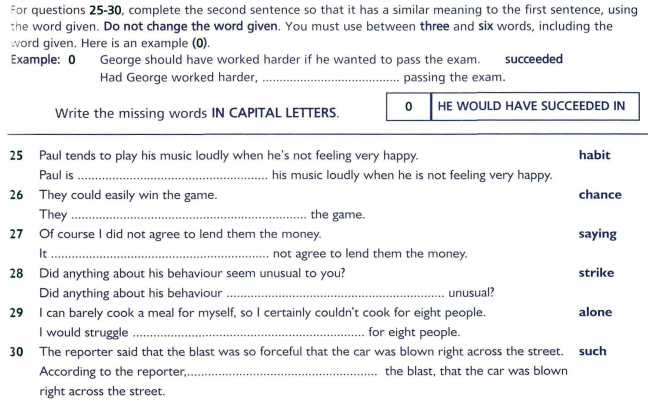 For questions 25-30, complete the second sentence so that it has a similar meaning to the first sentence, using
the word given. Do not change the word given. You must use between three and six words, including the
word given. Here is an example (0).
Example: 0 George should have worked harder if he wanted to pass the exam. succeeded
Had George worked harder, ...................................... passing the exam.
Write the missing words IN CAPITAL LETTERS. 0 HE WOULD HAVE SUCCEEDED IN
25 Paul tends to play his music loudly when he's not feeling very happy. habit
Paul is .................................................... his music loudly when he is not feeling very happy.
26 They could easily win the game. chance
They ................................................................ the game.
27 Of course I did not agree to lend them the money. saying
It ............................................................ not agree to lend them the money.
28 Did anything about his behaviour seem unusual to you? strike
Did anything about his behaviour ............................................................ unusual?
29 I can barely cook a meal for myself, so I certainly couldn't cook for eight people. alone
I would struggle ................................................................ for eight people.
30 The reporter said that the blast was so forceful that the car was blown right across the street. such
According to the reporter,.................................................... the blast, that the car was blown
right across the street.